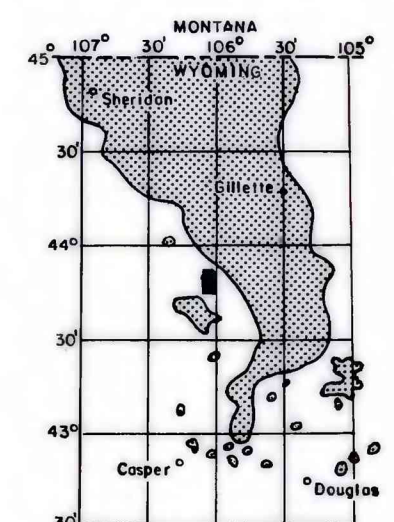 MONTANA
45° 107° 30' 106° 30' 105°
WYOMING
Sheridan
30'
Gillette
44°
30'
43°
Casper
Douglas
30'